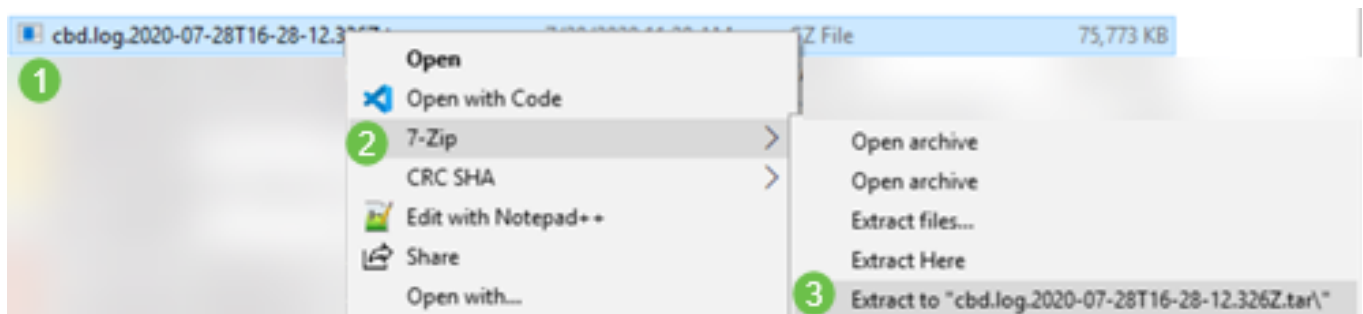 cbd.log.2020-07-28T16-28-12.3
Z File
75,773 KB
1
Open
Open with Code
2
7-Zip
CRC SHA
Edit with Notepad++
Share
Open with...
Open archive
Open archive
Extract files...
Extract Here
3
Extract to "cbd.log.2020-07-28T16-28-12.326Z.tar\"